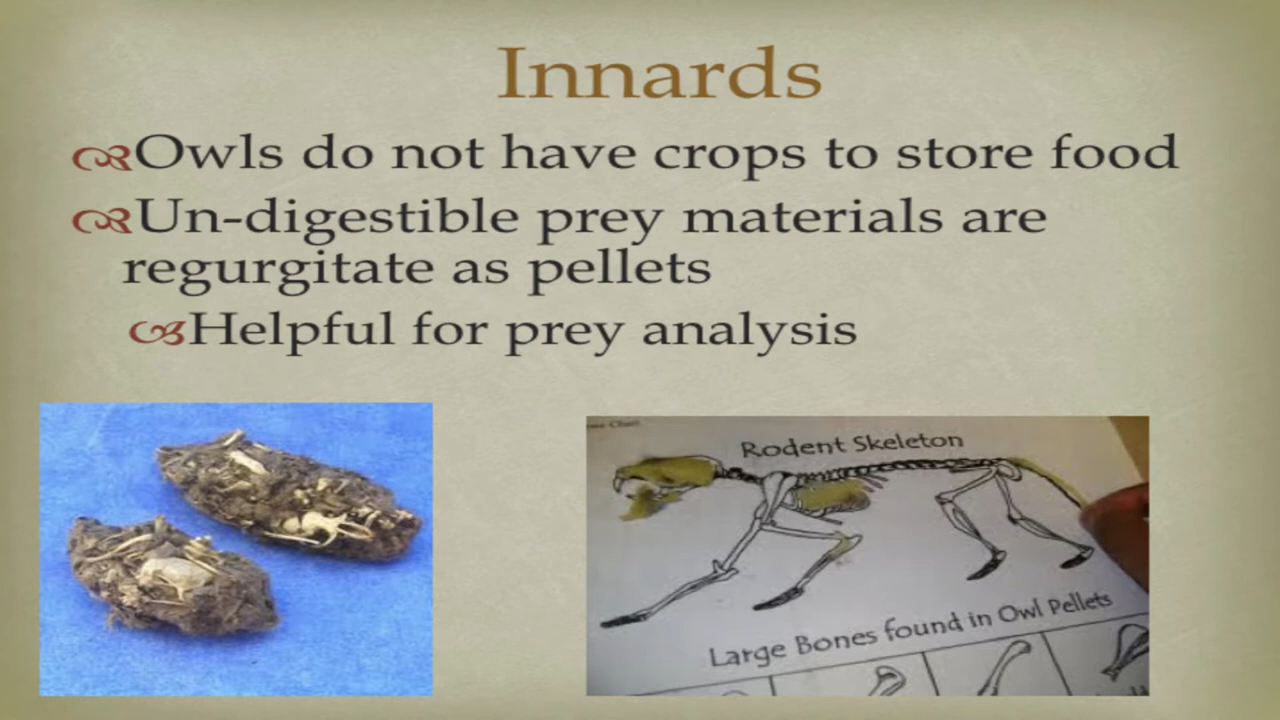 Innards
Owls do not have crops to store food
Un-digestible prey materials are
regurgitate as pellets
Helpful for prey analysis
Rodent Skeleton
Large Bones found in Owl Pellets